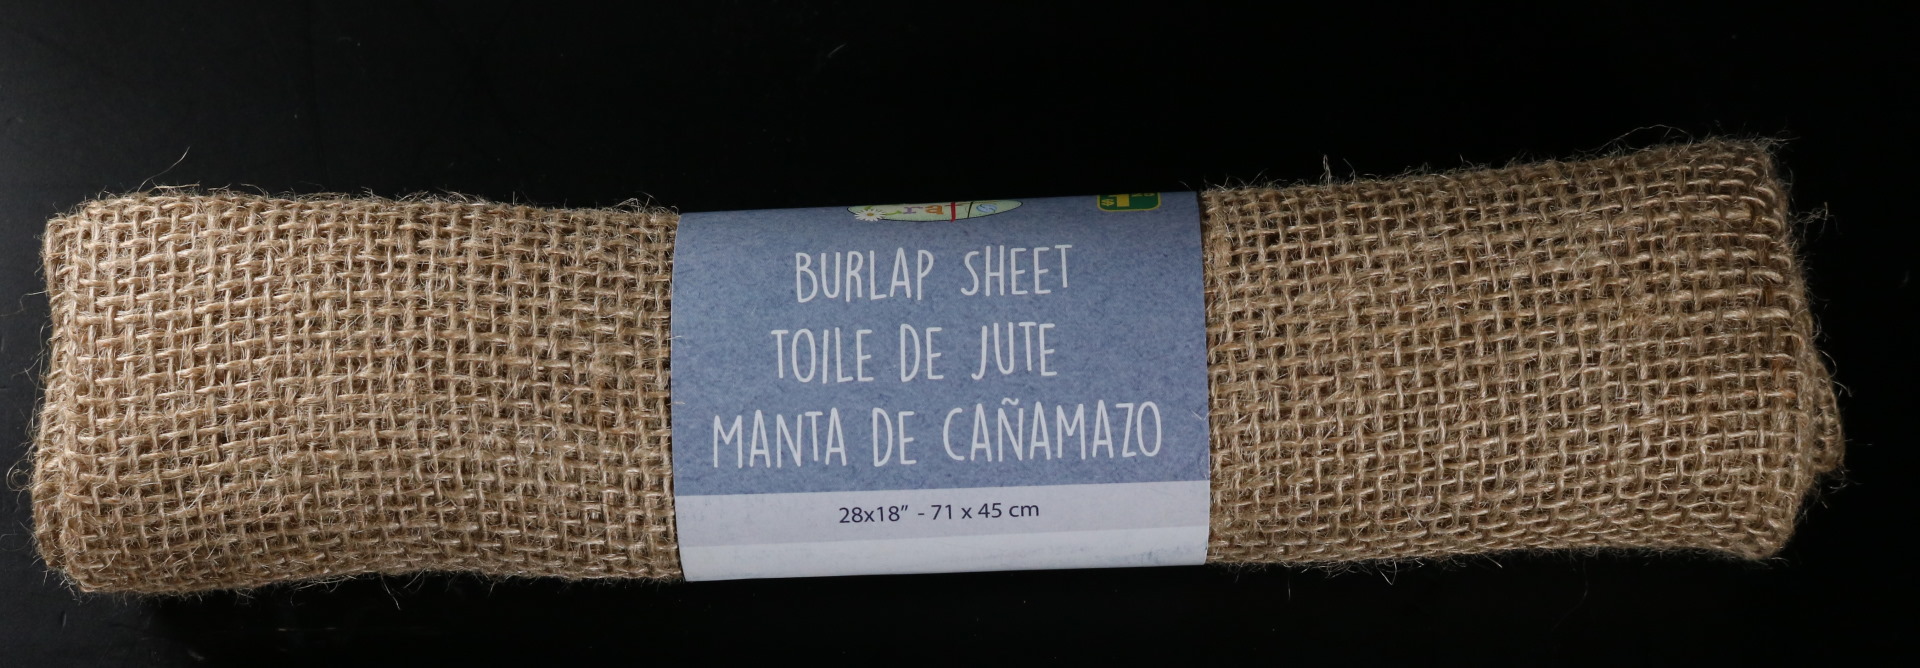 BURLAP SHEET
TOILE DE JUTE
MANTA DE CAÑAMAZO
28x18” - 71 x 45 cm